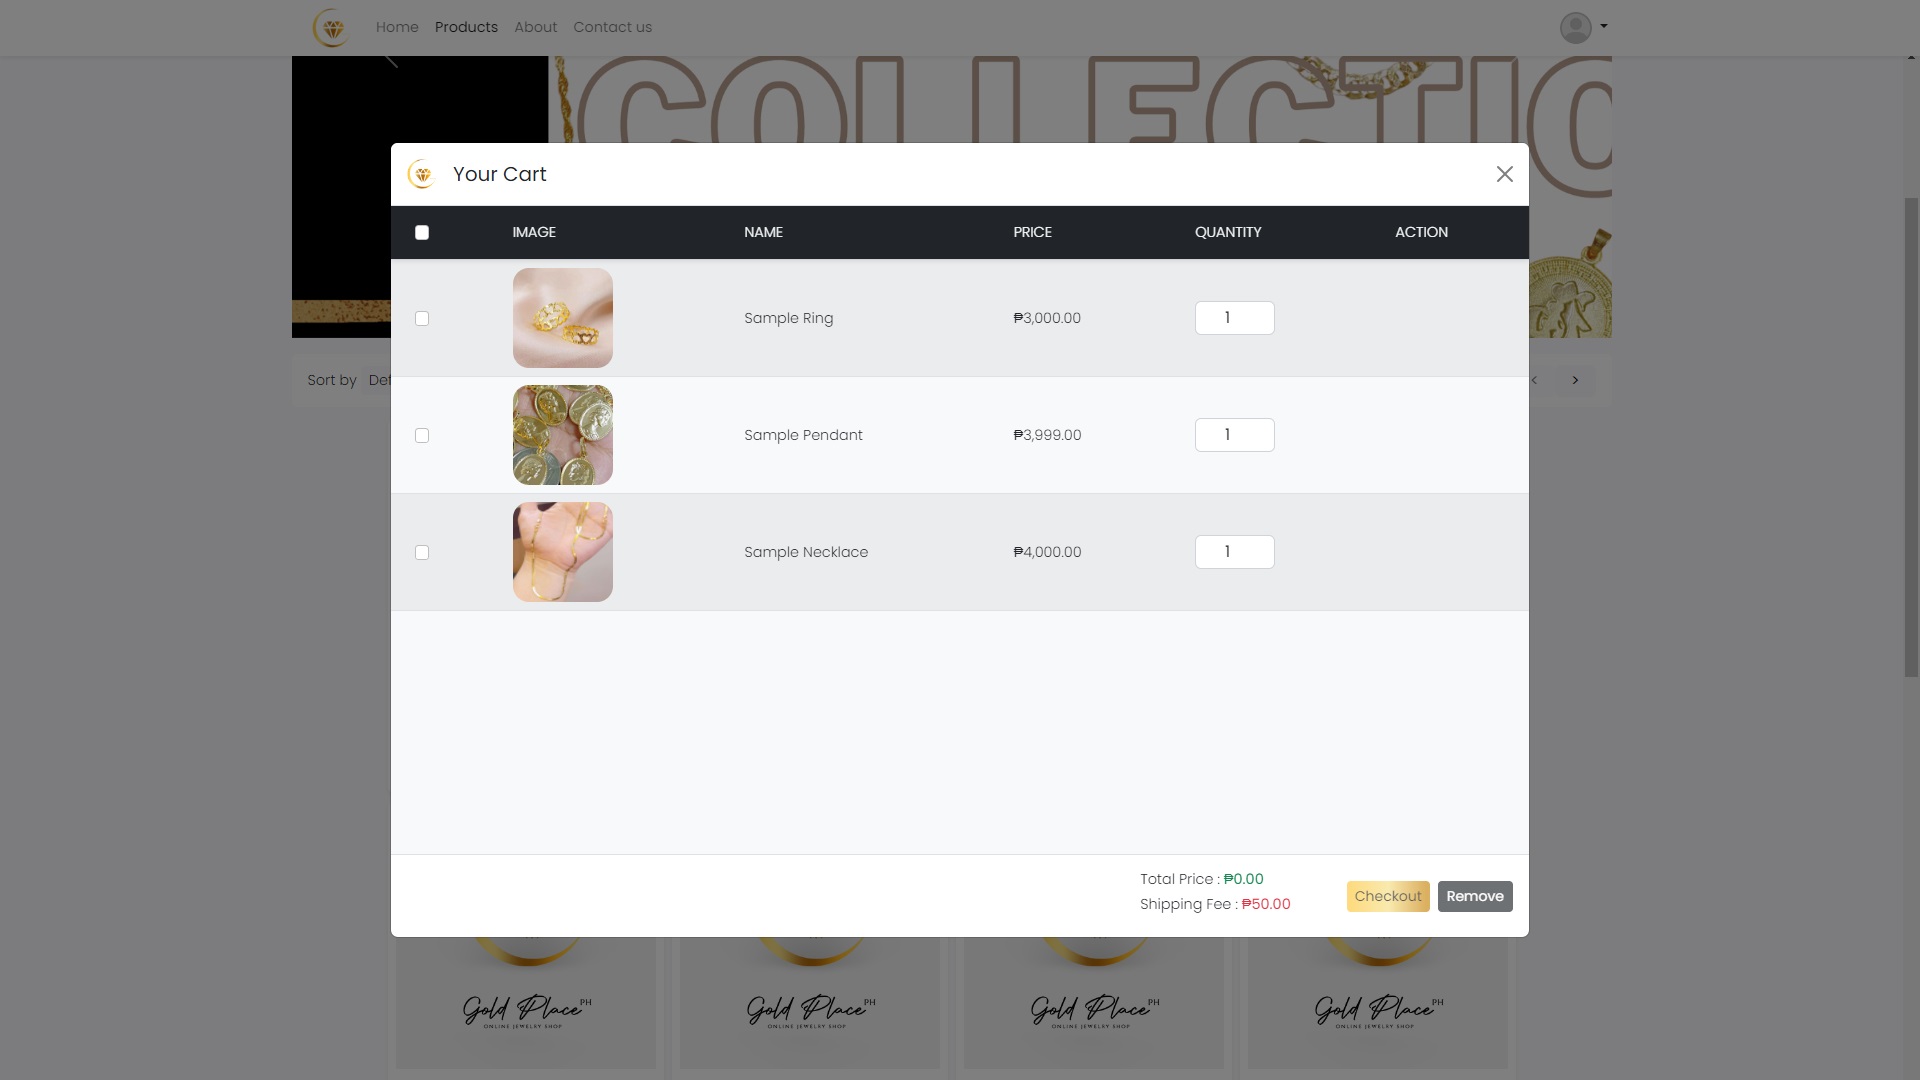 Home Products About Contact us
COLLECTIO
Your Cart
IMAGE NAME PRICE QUANTITY ACTION
Sample Ring ₱3,000.00 1
Sort by Def
< >
Sample Pendant ₱3,999.00 1
Sample Necklace ₱4,000.00 1
Total Price : ₱0.00
Shipping Fee : ₱50.00
Checkout Remove
Gold Place PH
ONLINE JEWELRY SHOP
Gold Place PH
ONLINE JEWELRY SHOP
Gold Place PH
ONLINE JEWELRY SHOP
Gold Place PH
ONLINE JEWELRY SHOP